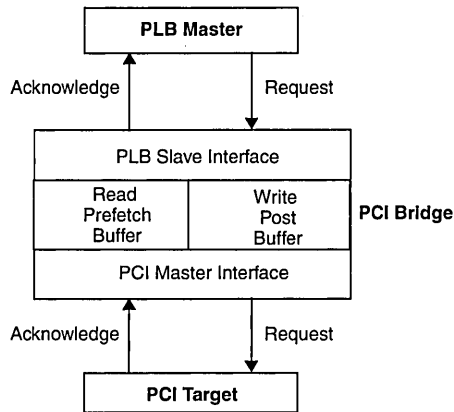 PLB Master
Acknowledge
Request
PLB Slave Interface
Read
Prefetch
Buffer
Write
Post
Buffer
PCI Bridge
PCI Master Interface
Acknowledge
Request
PCI Target